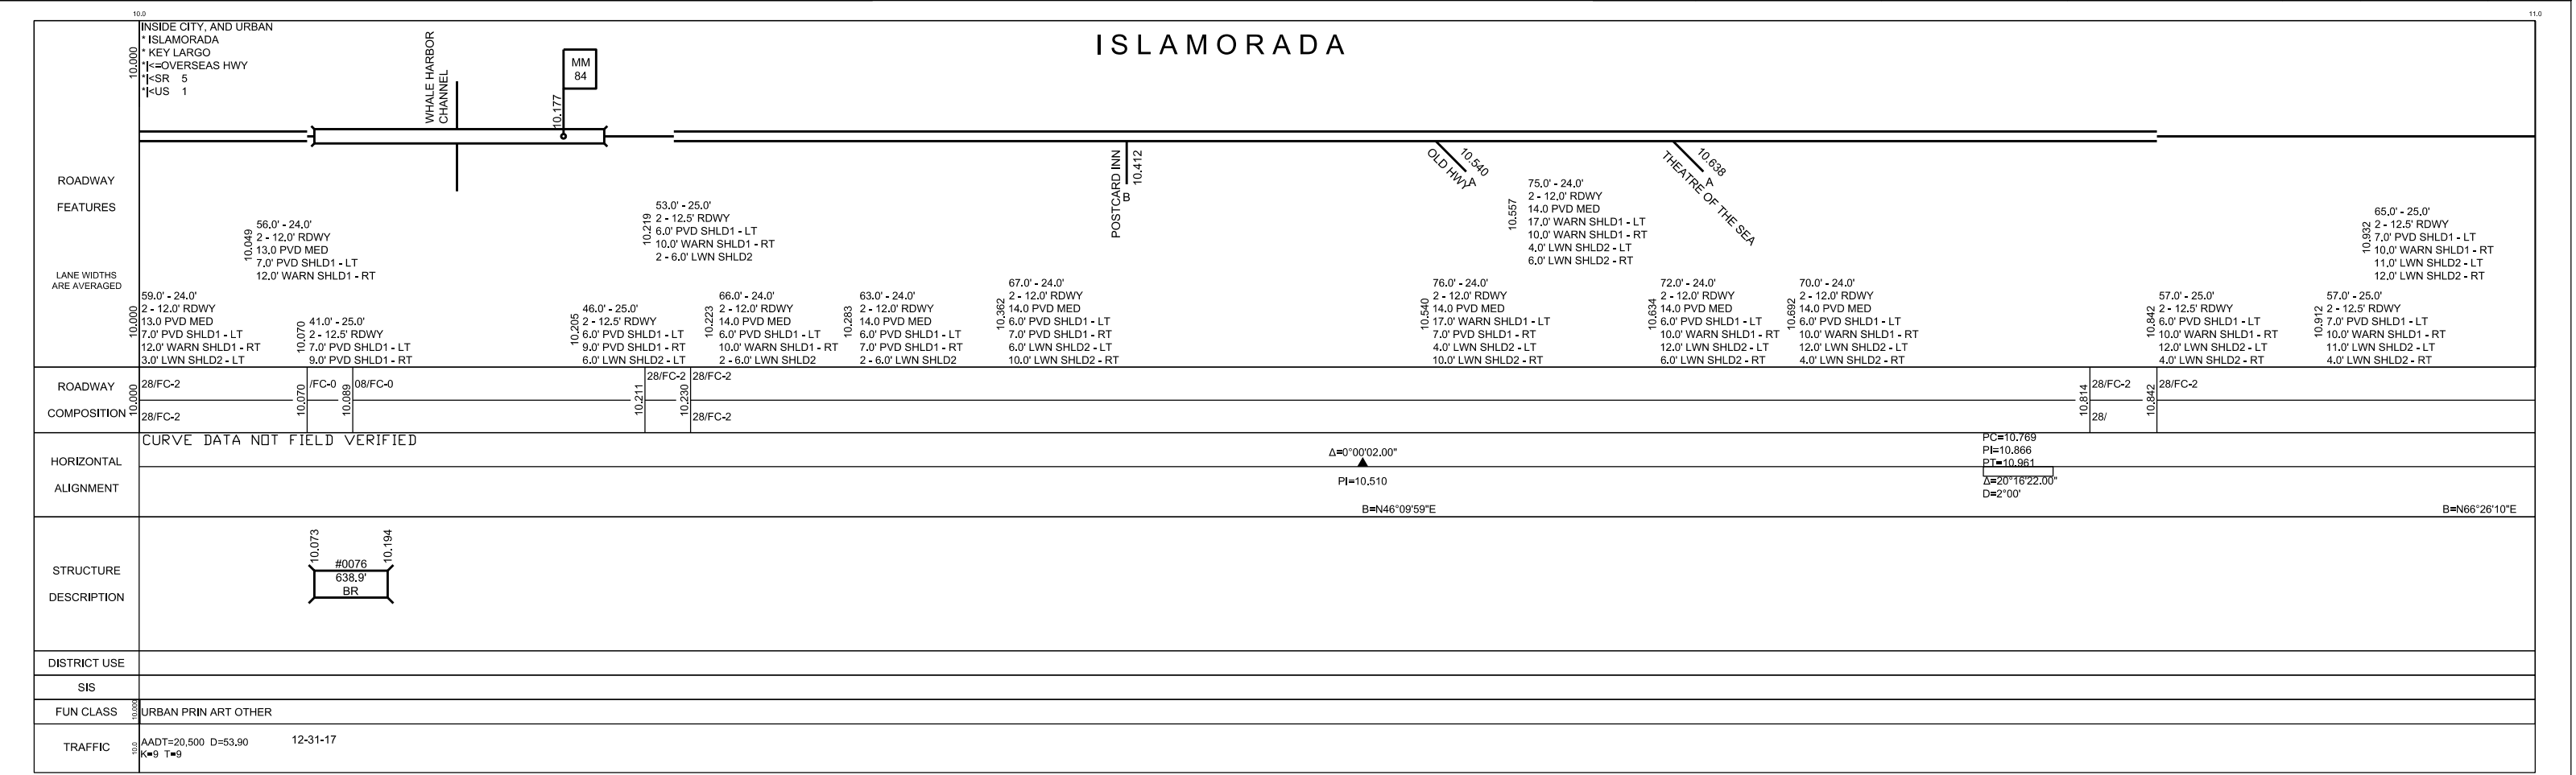 10.0
11.0
ISLAMORADA
10.000
INSIDE CITY, AND URBAN
* ISLAMORADA
* KEY LARGO
*|<=OVERSEAS HWY
*|<SR 5
*|<US 1
WHALE HARBOR
CHANNEL
MM
84
10.177
ROADWAY
FEATURES
LANE WIDTHS
ARE AVERAGED
POSTCARD INN
10.412
B
OLD HWY
10.540
A
THEATRE OF THE SEA
10.638
A
10.000
59.0' - 24.0'
2 - 12.0' RDWY
13.0 PVD MED
7.0' PVD SHLD1 - LT
12.0' WARN SHLD1 - RT
3.0' LWN SHLD2 - LT
10.049
56.0' - 24.0'
2 - 12.0' RDWY
13.0 PVD MED
7.0' PVD SHLD1 - LT
12.0' WARN SHLD1 - RT
10.070
41.0' - 25.0'
2 - 12.5' RDWY
7.0' PVD SHLD1 - LT
9.0' PVD SHLD1 - RT
10.205
46.0' - 25.0'
2 - 12.5' RDWY
6.0' PVD SHLD1 - LT
9.0' PVD SHLD1 - RT
6.0' LWN SHLD2 - LT
10.219
53.0' - 25.0'
2 - 12.5' RDWY
6.0' PVD SHLD1 - LT
10.0' WARN SHLD1 - RT
2 - 6.0' LWN SHLD2
10.223
66.0' - 24.0'
2 - 12.0' RDWY
14.0 PVD MED
6.0' PVD SHLD1 - LT
10.0' WARN SHLD1 - RT
2 - 6.0' LWN SHLD2
10.283
63.0' - 24.0'
2 - 12.0' RDWY
14.0 PVD MED
6.0' PVD SHLD1 - LT
7.0' PVD SHLD1 - RT
2 - 6.0' LWN SHLD2
10.362
67.0' - 24.0'
2 - 12.0' RDWY
14.0 PVD MED
6.0' PVD SHLD1 - LT
7.0' PVD SHLD1 - RT
6.0' LWN SHLD2 - LT
10.0' LWN SHLD2 - RT
10.540
76.0' - 24.0'
2 - 12.0' RDWY
14.0 PVD MED
17.0' WARN SHLD1 - LT
7.0' PVD SHLD1 - RT
4.0' LWN SHLD2 - LT
10.0' LWN SHLD2 - RT
10.557
75.0' - 24.0'
2 - 12.0' RDWY
14.0 PVD MED
17.0' WARN SHLD1 - LT
10.0' WARN SHLD1 - RT
4.0' LWN SHLD2 - LT
6.0' LWN SHLD2 - RT
10.634
72.0' - 24.0'
2 - 12.0' RDWY
14.0 PVD MED
6.0' PVD SHLD1 - LT
10.0' WARN SHLD1 - RT
12.0' LWN SHLD2 - LT
6.0' LWN SHLD2 - RT
10.692
70.0' - 24.0'
2 - 12.0' RDWY
14.0 PVD MED
6.0' PVD SHLD1 - LT
10.0' WARN SHLD1 - RT
12.0' LWN SHLD2 - LT
4.0' LWN SHLD2 - RT
10.842
57.0' - 25.0'
2 - 12.5' RDWY
6.0' PVD SHLD1 - LT
10.0' WARN SHLD1 - RT
12.0' LWN SHLD2 - LT
4.0' LWN SHLD2 - RT
10.912
57.0' - 25.0'
2 - 12.5' RDWY
7.0' PVD SHLD1 - LT
10.0' WARN SHLD1 - RT
11.0' LWN SHLD2 - LT
4.0' LWN SHLD2 - RT
10.932
65.0' - 25.0'
2 - 12.5' RDWY
7.0' PVD SHLD1 - LT
10.0' WARN SHLD1 - RT
11.0' LWN SHLD2 - LT
12.0' LWN SHLD2 - RT
ROADWAY
COMPOSITION
10.000
28/FC-2
28/FC-2
10.070
/FC-0
10.089
08/FC-0
10.211
28/FC-2
10.230
28/FC-2
28/FC-2
10.814
28/FC-2
28/
10.842
28/FC-2
HORIZONTAL
ALIGNMENT
CURVE DATA NOT FIELD VERIFIED
Δ=0°00'02.00"
PI=10.510
B=N46°09'59"E
PC=10.769
PI=10.866
PT=10.961
Δ=20°16'22.00"
D=2°00'
B=N66°26'10"E
STRUCTURE
DESCRIPTION
10.073
10.194
#0076
638.9'
BR
DISTRICT USE
SIS
FUN CLASS
10.000
URBAN PRIN ART OTHER
TRAFFIC
10.0
AADT=20,500 D=53.90
K=9 T=9
12-31-17